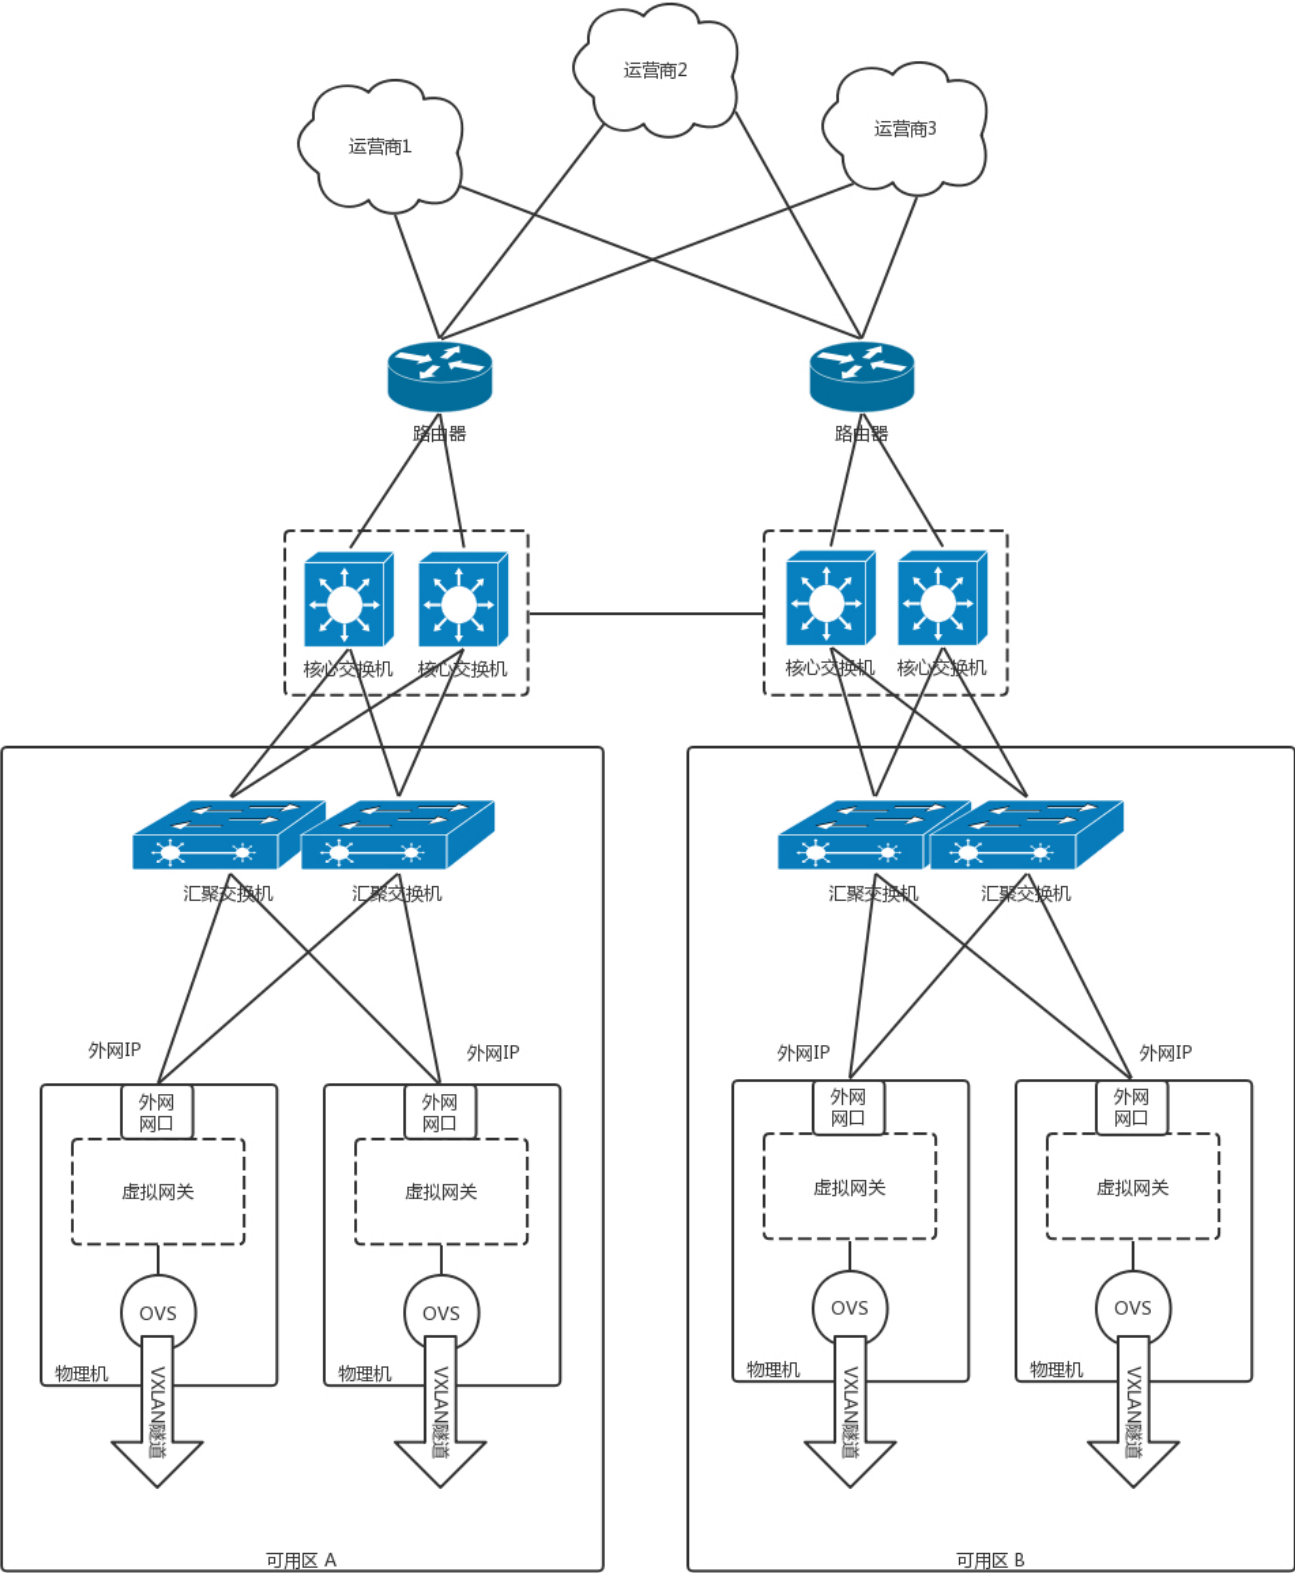 运营商2
运营商3
运营商1
路由器
路由器
核心交换机
核心交换机
核心交换机
核心交换机
汇聚交换机
汇聚交换机
汇聚交换机
汇聚交换机
外网IP
外网IP
外网IP
外网IP
外网
网口
外网
网口
外网
网口
外网
网口
虚拟网关
虚拟网关
虚拟网关
虚拟网关
OVS
OVS
OVS
OVS
物理机
物理机
物理机
物理机
VXLAN隧道
VXLAN隧道
VXLAN隧道
VXLAN隧道
可用区 A
可用区 B